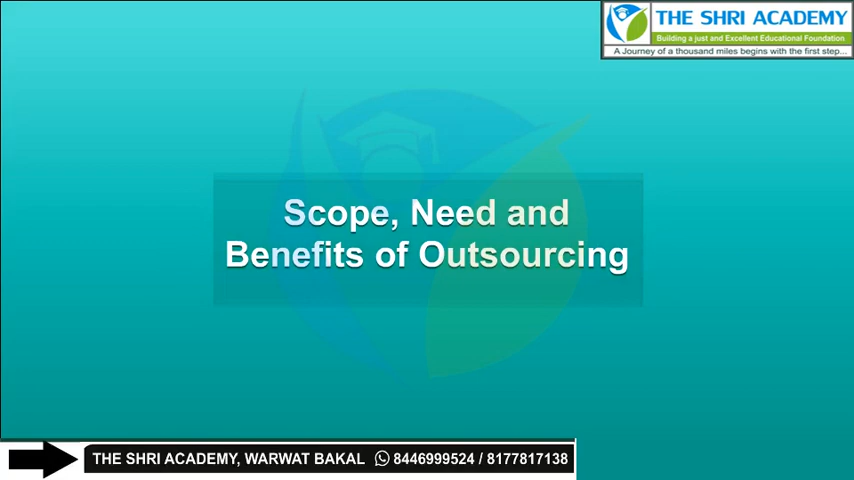 THE SHRI ACADEMY
Building a just and Excellent Educational Foundation
A Journey of a thousand miles begins with the first step...
Scope, Need and
Benefits of Outsourcing
THE SHRI ACADEMY, WARWAT BAKAL 8446999524 / 8177817138